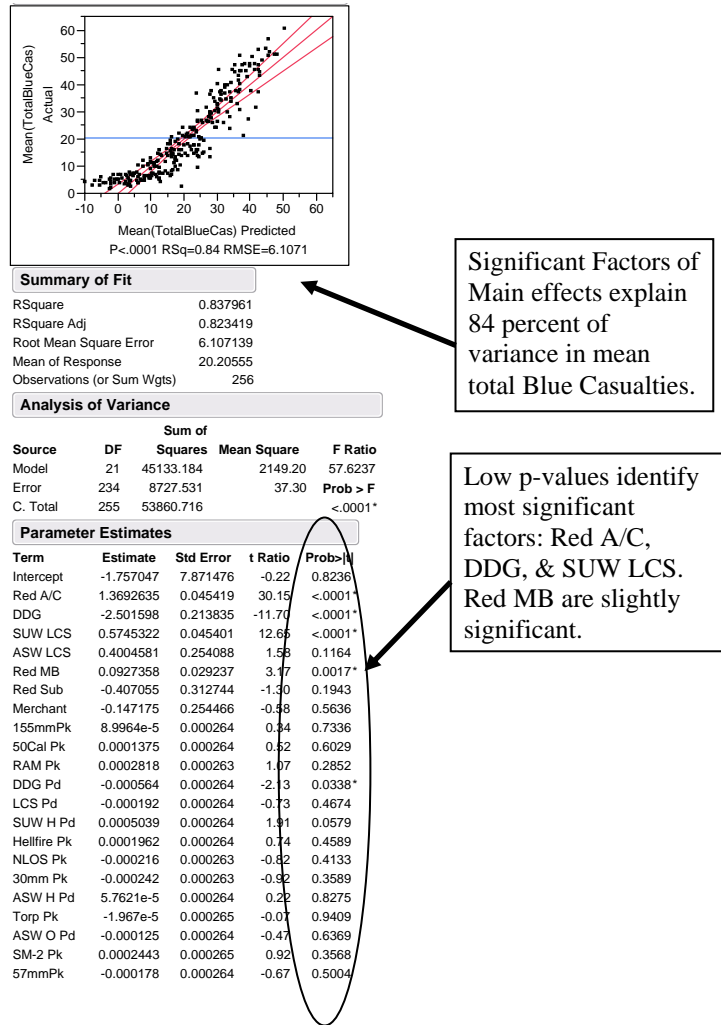 60
50
40
30
20
10
0
Mean(TotalBlueCas)
Actual
-10 0 10 20 30 40 50 60
Mean(TotalBlueCas) Predicted
P<.0001 RSq=0.84 RMSE=6.1071
Summary of Fit
RSquare 0.837961
RSquare Adj 0.823419
Root Mean Square Error 6.107139
Mean of Response 20.20555
Observations (or Sum Wgts) 256
Analysis of Variance
Sum of
Source DF Squares Mean Square F Ratio
Model 21 45133.184 2149.20 57.6237
Error 234 8727.531 37.30 Prob > F
C. Total 255 53860.716 <.0001*
Parameter Estimates
Term Estimate Std Error t Ratio Prob>|t|
Intercept -1.757047 7.871476 -0.22 0.8236
Red A/C 1.3692635 0.045419 30.15 <.0001*
DDG -2.501598 0.213835 -11.70 <.0001*
SUW LCS 0.5745322 0.045401 12.65 <.0001*
ASW LCS 0.4004581 0.254088 1.58 0.1164
Red MB 0.0927358 0.029237 3.17 0.0017*
Red Sub -0.407055 0.312744 -1.30 0.1943
Merchant -0.147175 0.254466 -0.58 0.5636
155mmPk 8.9964e-5 0.000264 0.34 0.7336
50Cal Pk 0.0001375 0.000264 0.52 0.6029
RAM Pk 0.0002818 0.000263 1.07 0.2852
DDG Pd -0.000564 0.000264 -2.13 0.0338*
LCS Pd -0.000192 0.000264 -0.73 0.4674
SUW H Pd 0.0005039 0.000264 1.91 0.0579
Hellfire Pk 0.0001962 0.000264 0.74 0.4589
NLOS Pk -0.000216 0.000263 -0.82 0.4133
30mm Pk -0.000242 0.000263 -0.92 0.3589
ASW H Pd 5.7621e-5 0.000264 0.22 0.8275
Torp Pk -1.967e-5 0.000265 -0.07 0.9409
ASW O Pd -0.000125 0.000264 -0.47 0.6369
SM-2 Pk 0.0002443 0.000265 0.92 0.3568
57mmPk -0.000178 0.000264 -0.67 0.5004
Significant Factors of
Main effects explain
84 percent of
variance in mean
total Blue Casualties.
Low p-values identify
most significant
factors: Red A/C,
DDG, & SUW LCS.
Red MB are slightly
significant.